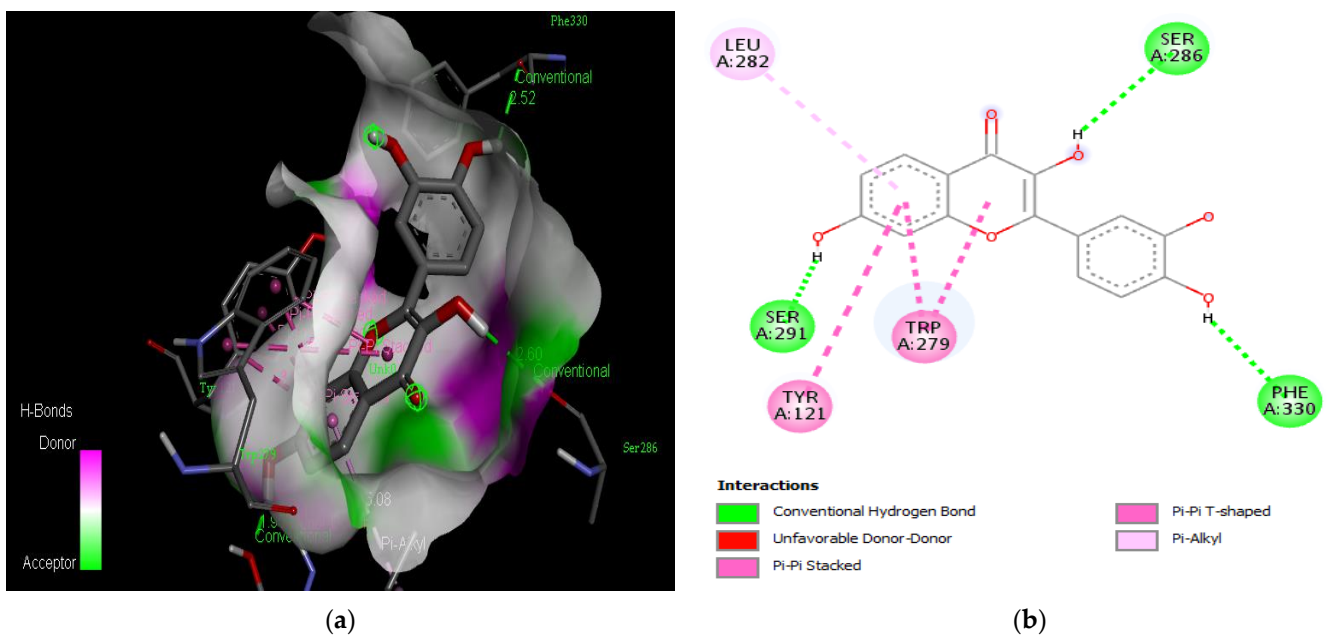 Phe330
Conventional
2.52
2.60
Conventional
H-Bonds
Donor
Acceptor
Ser286
3.08
Pi-Alkyl
Conventional
(a)
LEU
A:282
SER
A:286
O
H
O
O
H
O
O
O
H
SER
A:291
TRP
A:279
TYR
A:121
PHE
A:330
Interactions
Conventional Hydrogen Bond
Unfavorable Donor-Donor
Pi-Pi Stacked
Pi-Pi T-shaped
Pi-Alkyl
(b)